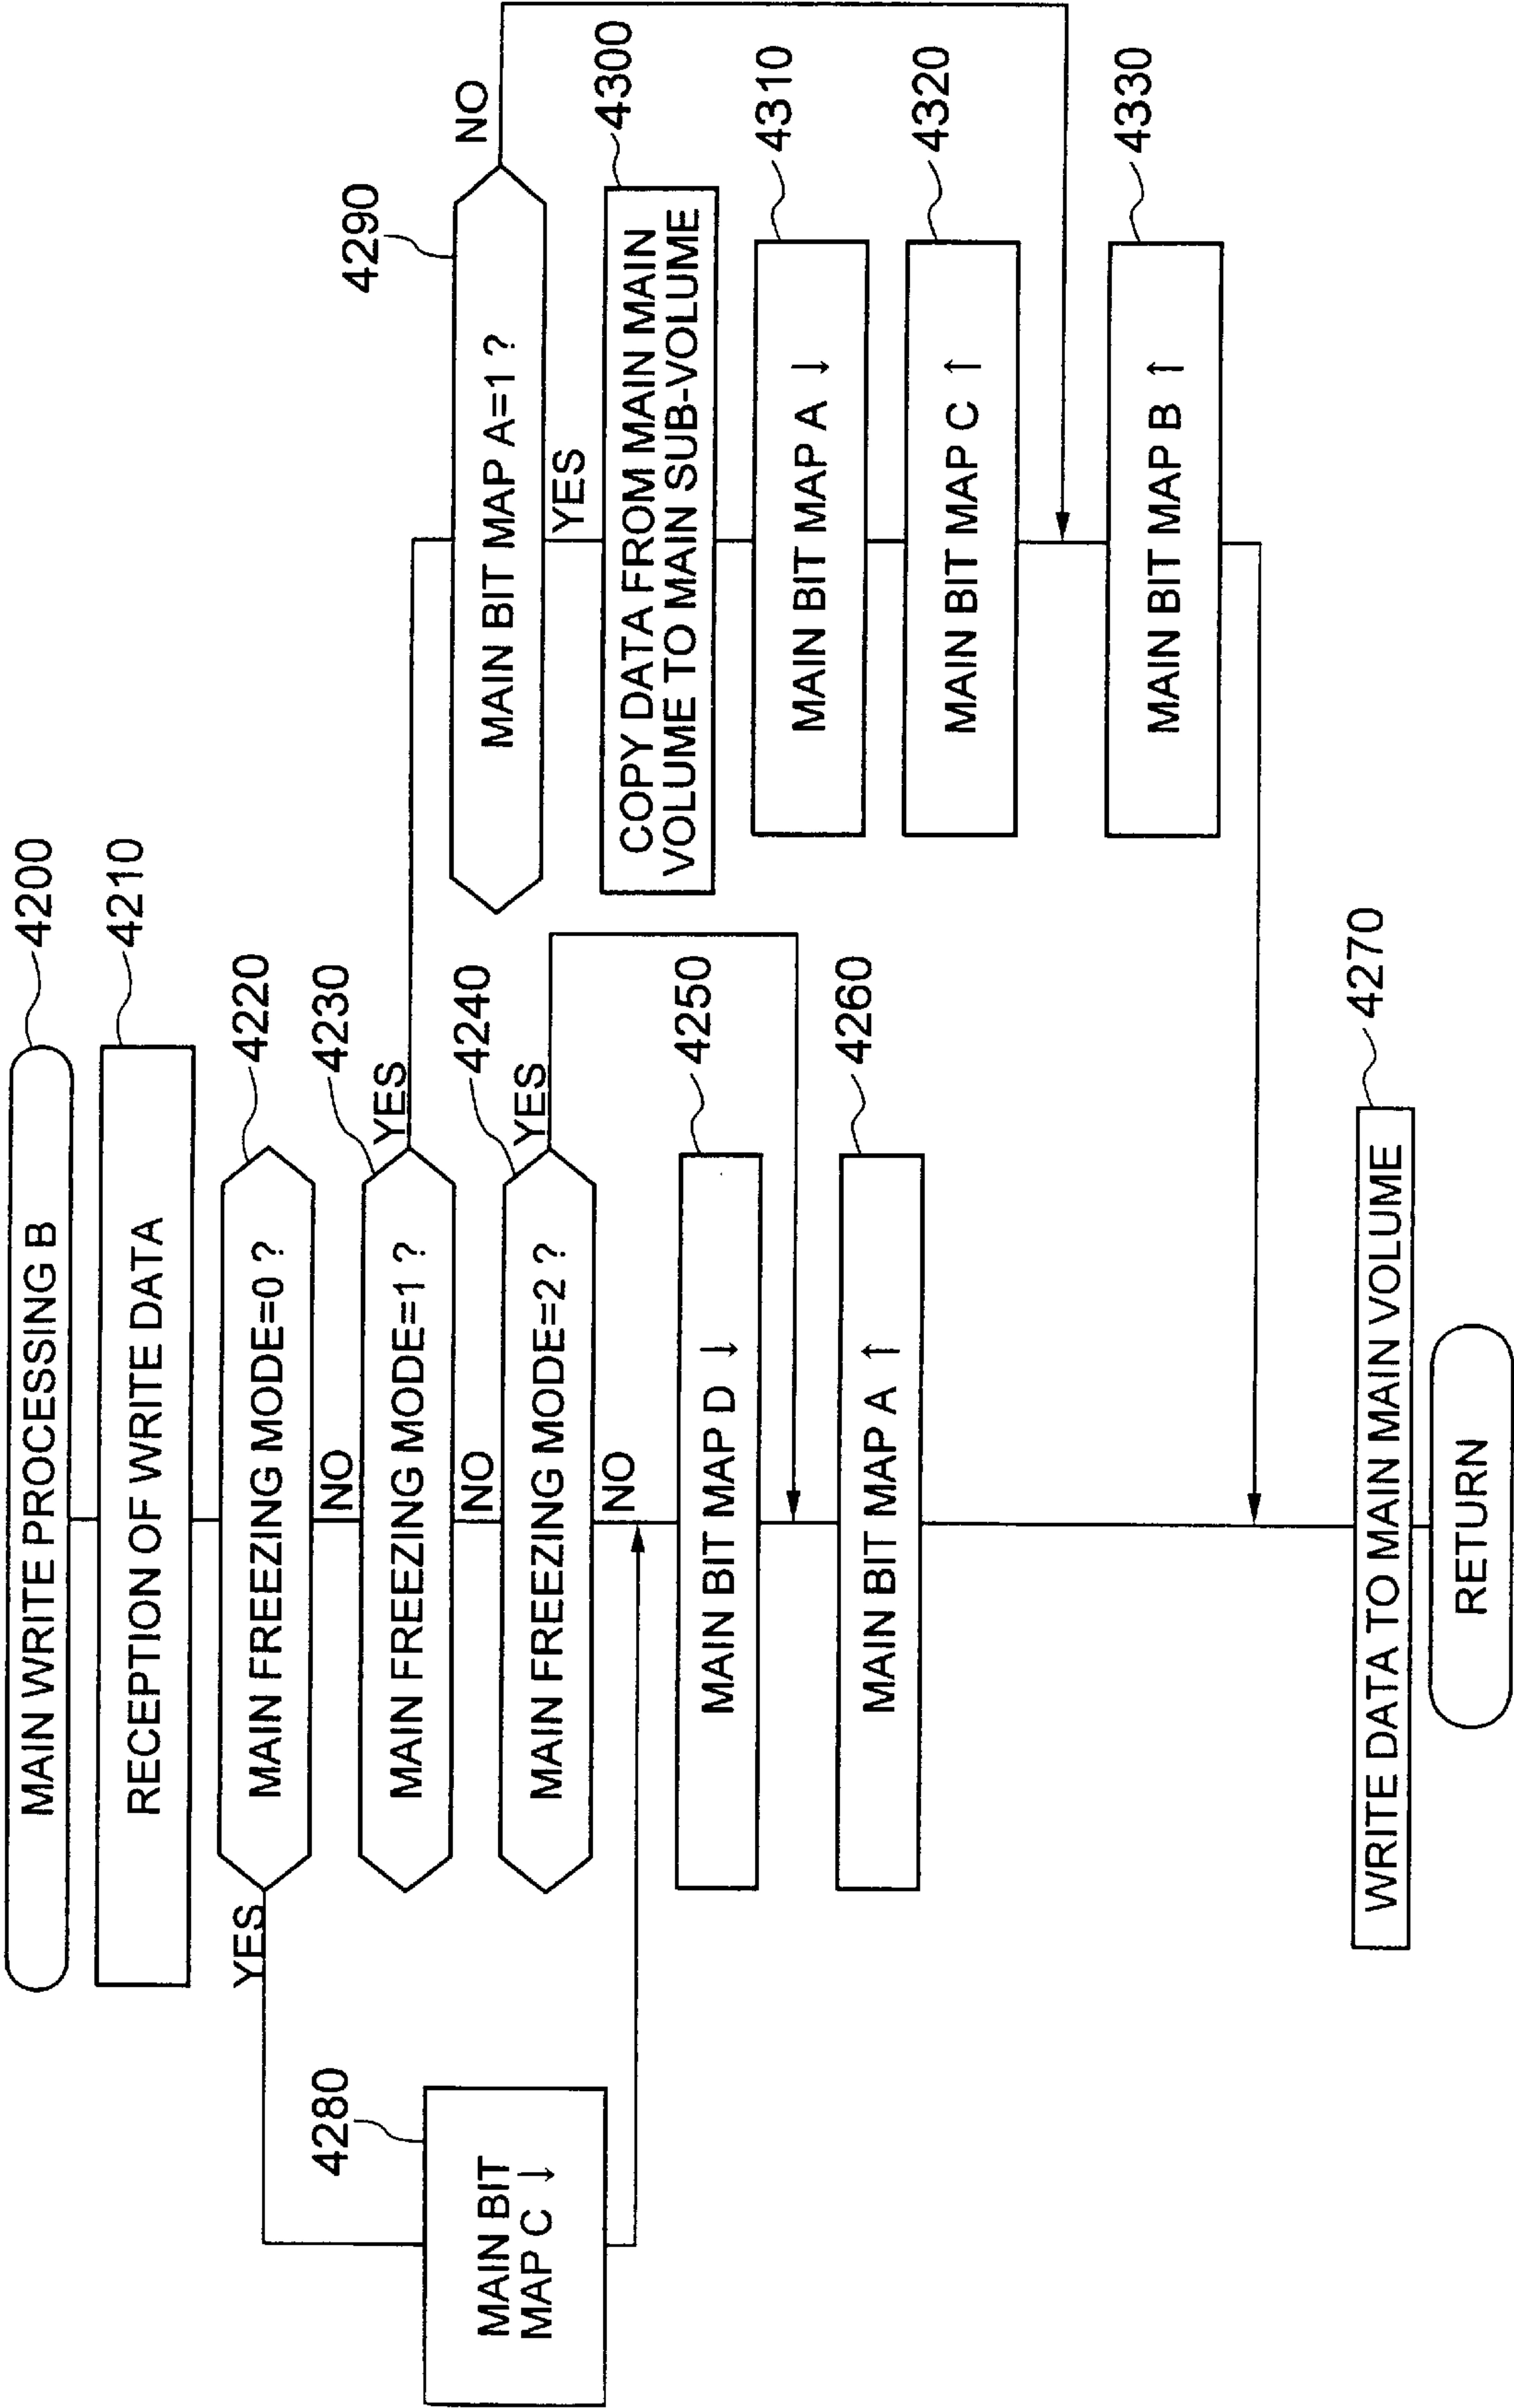 MAIN WRITE PROCESSING B
4200
RECEPTION OF WRITE DATA
4210
MAIN FREEZING MODE=0 ?
4220
YES
NO
MAIN FREEZING MODE=1 ?
4230
YES
NO
MAIN FREEZING MODE=2 ?
4240
YES
NO
MAIN BIT MAP D ↓
4250
MAIN BIT MAP A ↑
4260
4280
MAIN BIT
MAP C ↓
MAIN BIT MAP A=1 ?
4290
NO
YES
COPY DATA FROM MAIN MAIN
VOLUME TO MAIN SUB-VOLUME
4300
MAIN BIT MAP A ↓
4310
MAIN BIT MAP C ↑
4320
MAIN BIT MAP B ↑
4330
WRITE DATA TO MAIN MAIN VOLUME
4270
RETURN